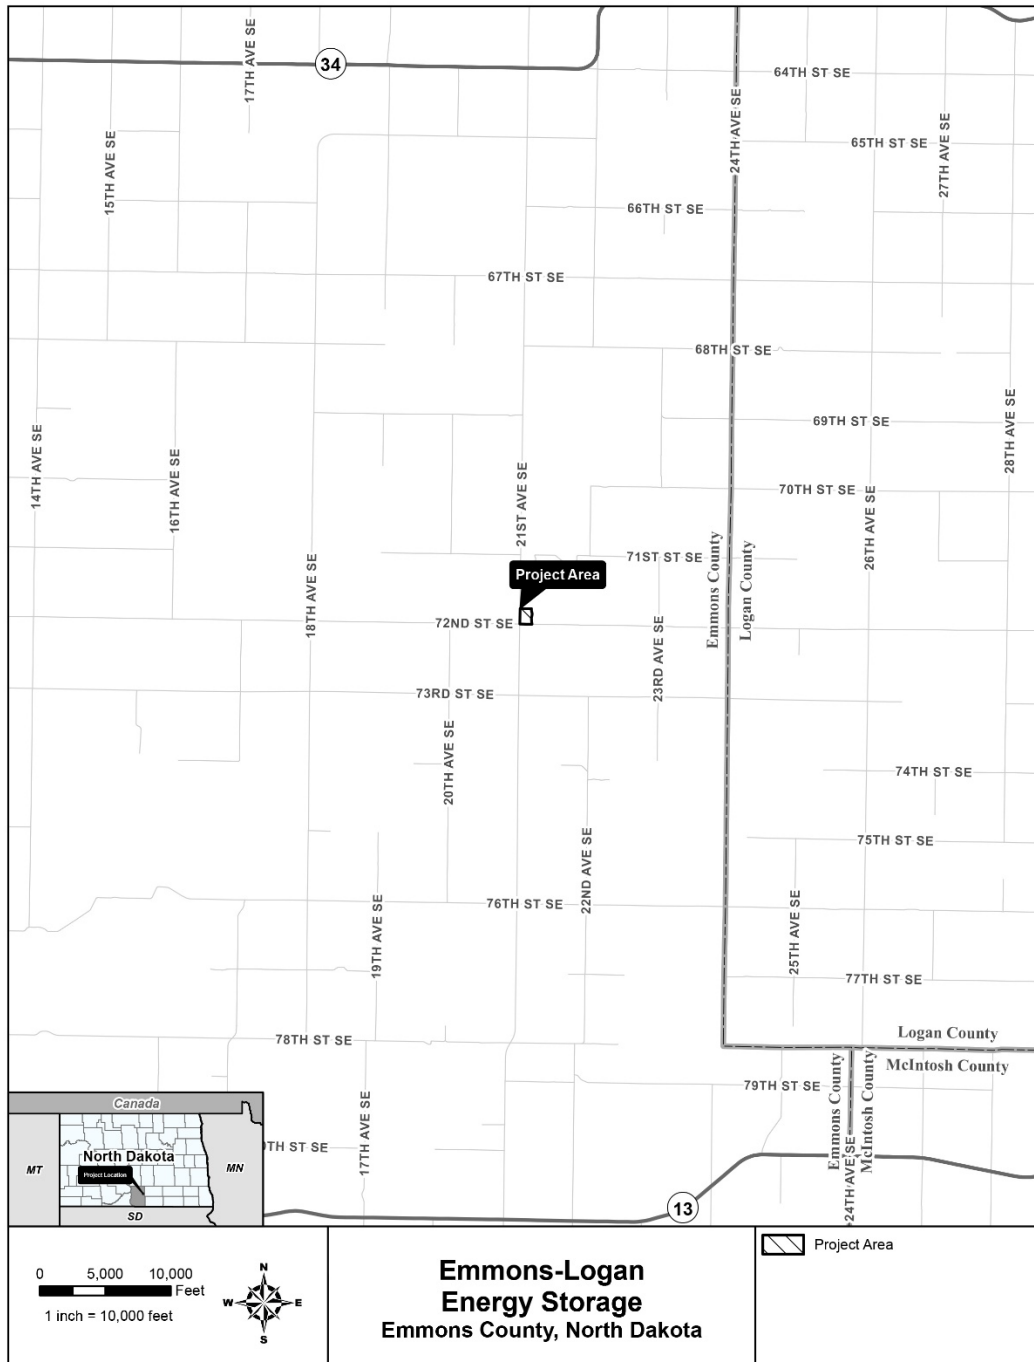 17TH AVE SE
34
64TH ST SE
24TH AVE SE
65TH ST SE
27TH AVE SE
15TH AVE SE
66TH ST SE
67TH ST SE
68TH ST SE
69TH ST SE
28TH AVE SE
14TH AVE SE
16TH AVE SE
21ST AVE SE
70TH ST SE
26TH AVE SE
71ST ST SE
Emmons County
Logan County
Project Area
18TH AVE SE
72ND ST SE
23RD AVE SE
73RD ST SE
20TH AVE SE
74TH ST SE
75TH ST SE
22ND AVE SE
76TH ST SE
19TH AVE SE
25TH AVE SE
77TH ST SE
78TH ST SE
Logan County
McIntosh County
79TH ST SE
Emmons County
McIntosh County
17TH AVE SE
0TH ST SE
24TH AVE SE
13
Canada
MT
North Dakota
Project Location
MN
SD
0 5,000 10,000
Feet
1 inch = 10,000 feet
N
W E
S
Emmons-Logan
Energy Storage
Emmons County, North Dakota
Project Area